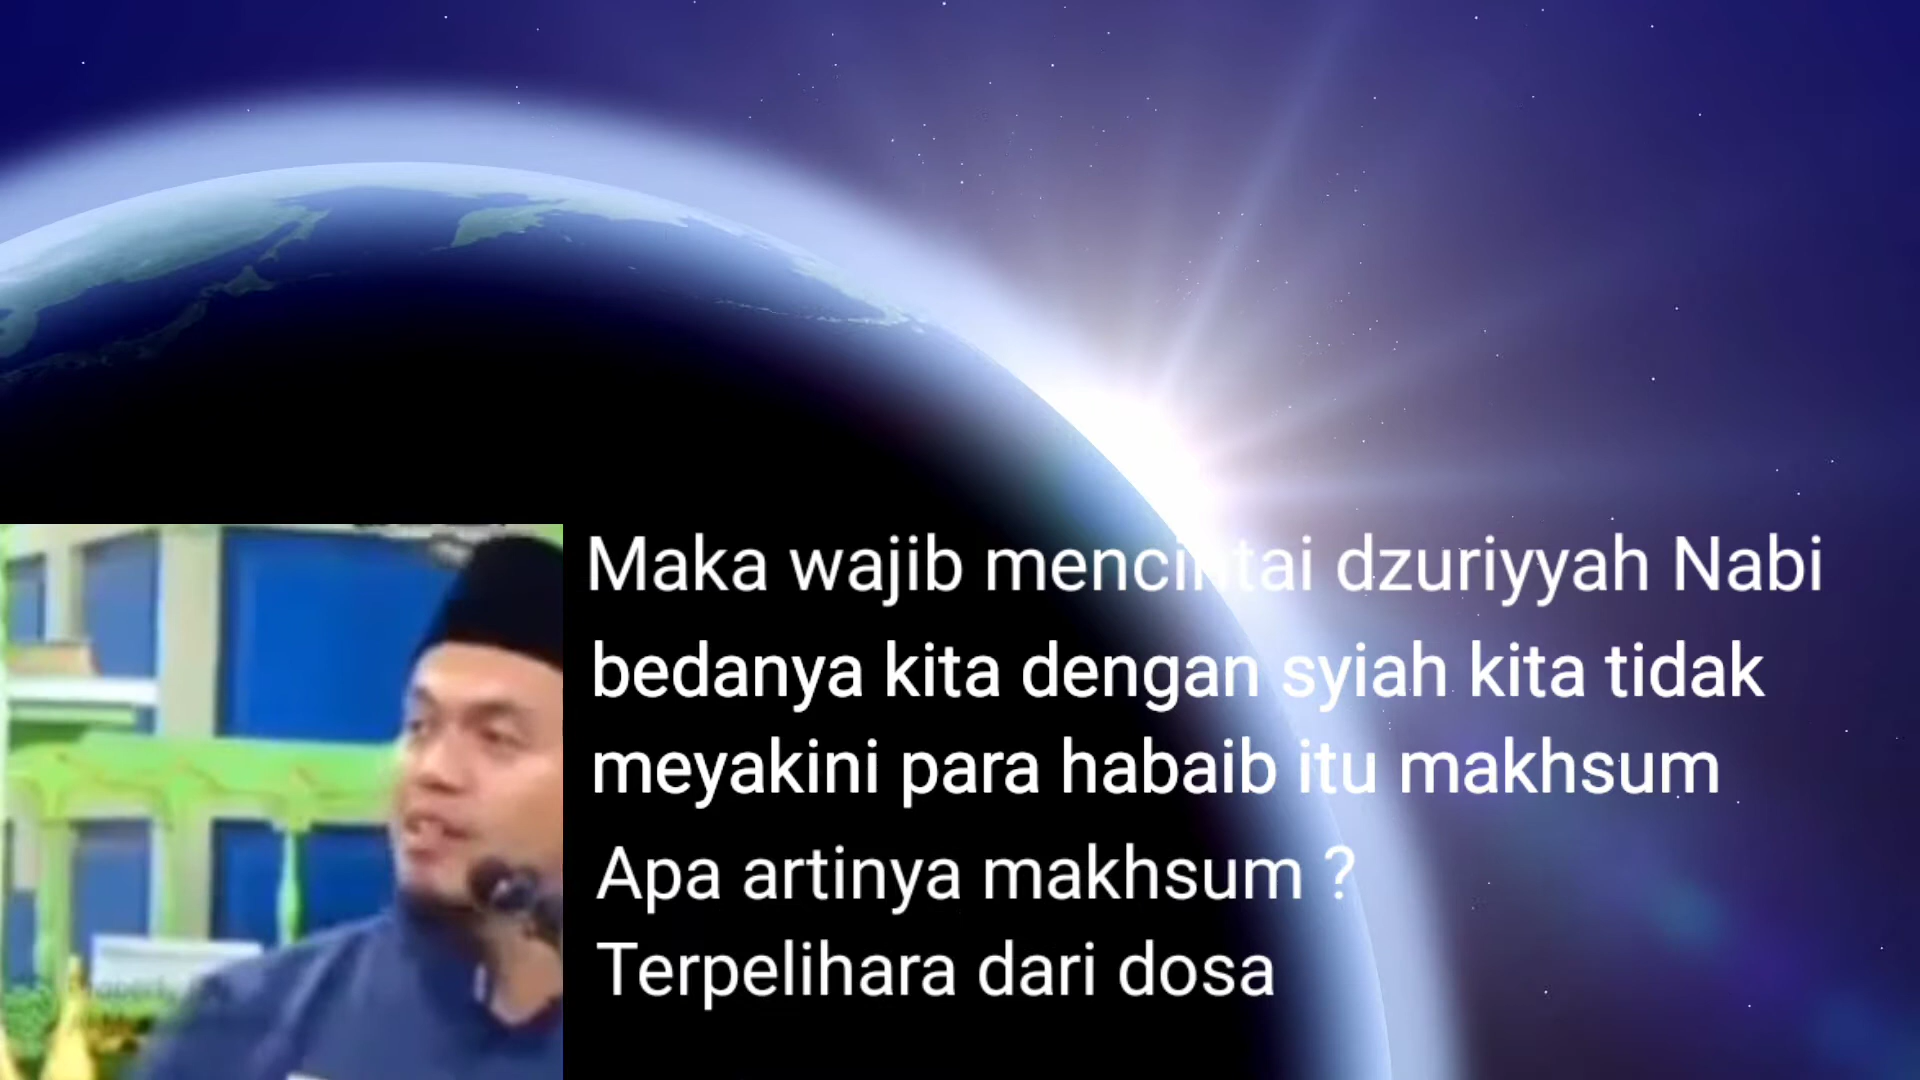 Maka wajib mencintai dzuriyyah Nabi
bedanya kita dengan syiah kita tidak
meyakini para habaib itu makhsum
Apa artinya makhsum ?
Terpelihara dari dosa